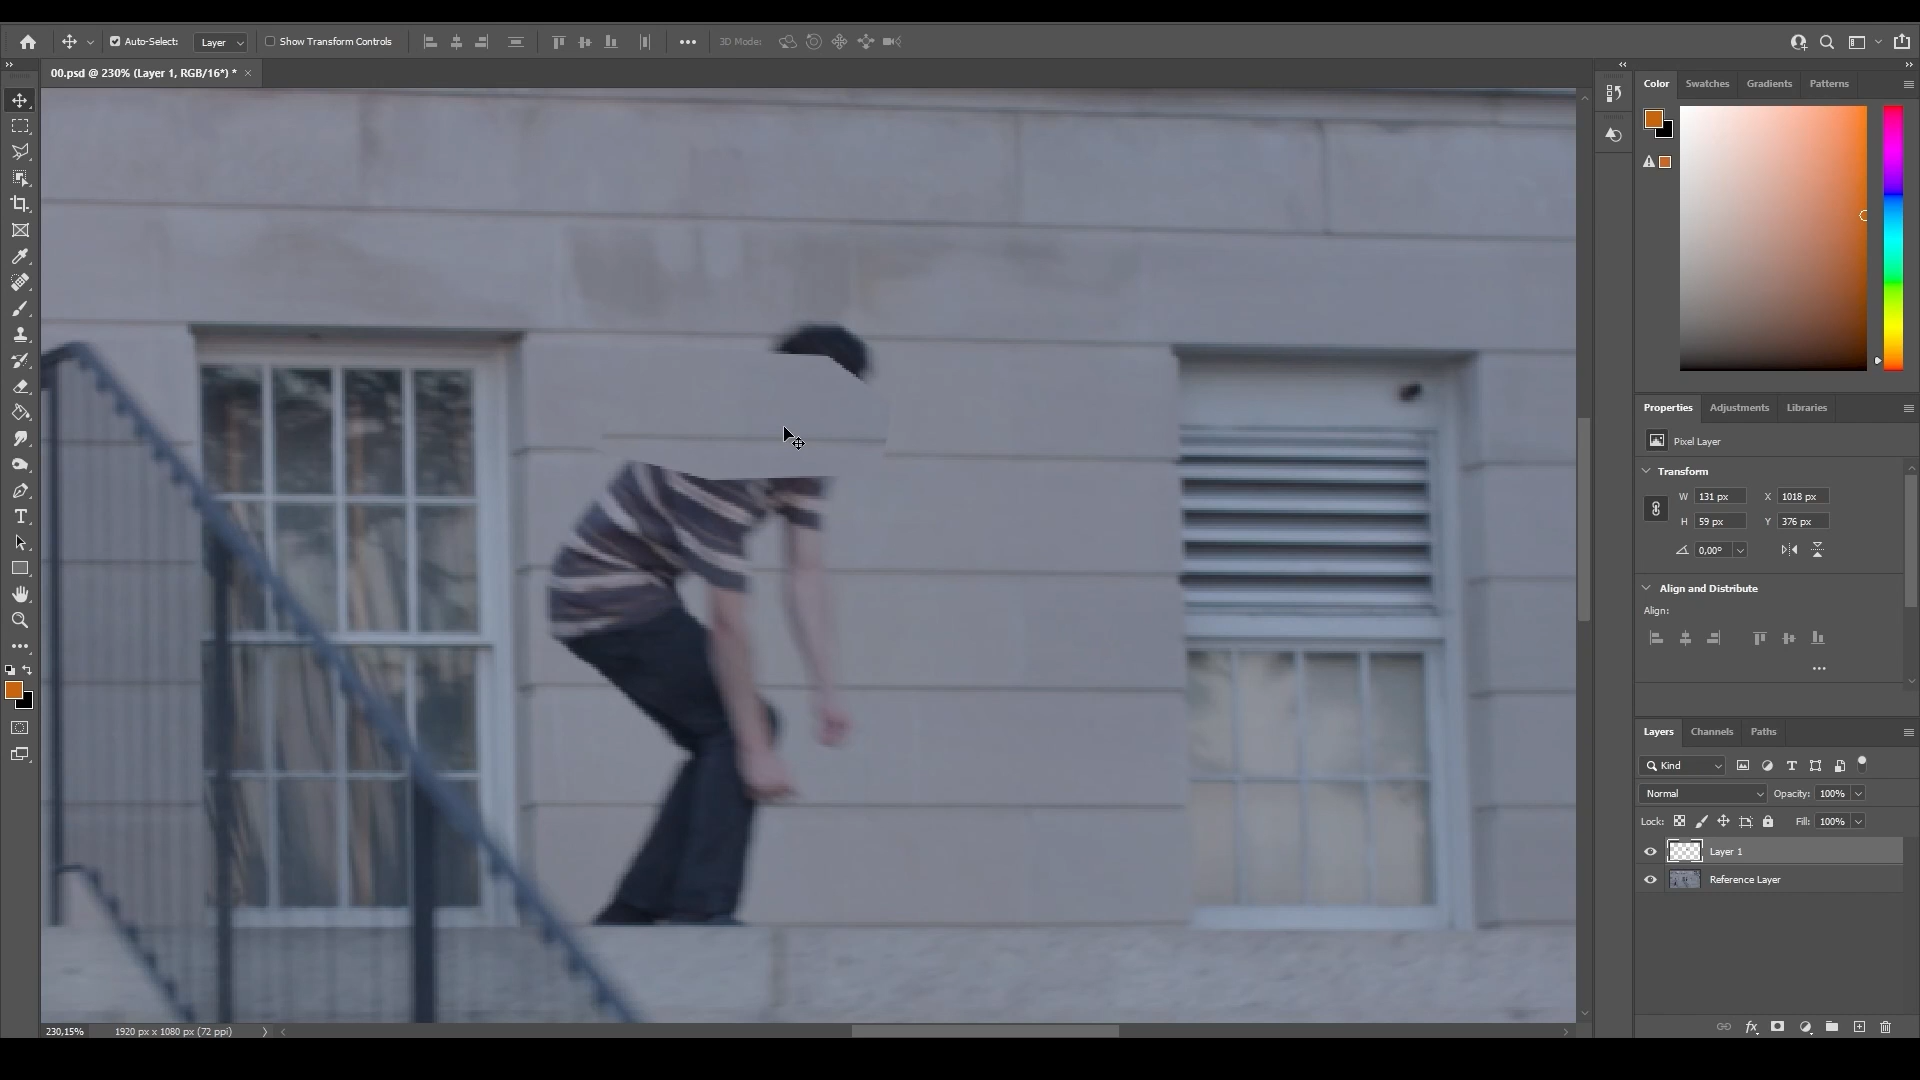 Auto-Select:
Layer
Show Transform Controls
3D Mode:
00.psd @ 230% (Layer 1, RGB/16*) *
Color
Swatches
Gradients
Patterns
Properties
Adjustments
Libraries
Pixel Layer
Transform
W 131 px X 1018 px
H 59 px Y 376 px
0,00°
Align and Distribute
Align:
Layers
Channels
Paths
Kind
Normal
Opacity: 100%
Lock:
Fill: 100%
Layer 1
Reference Layer
230,15%
1920 px x 1080 px (72 ppi)